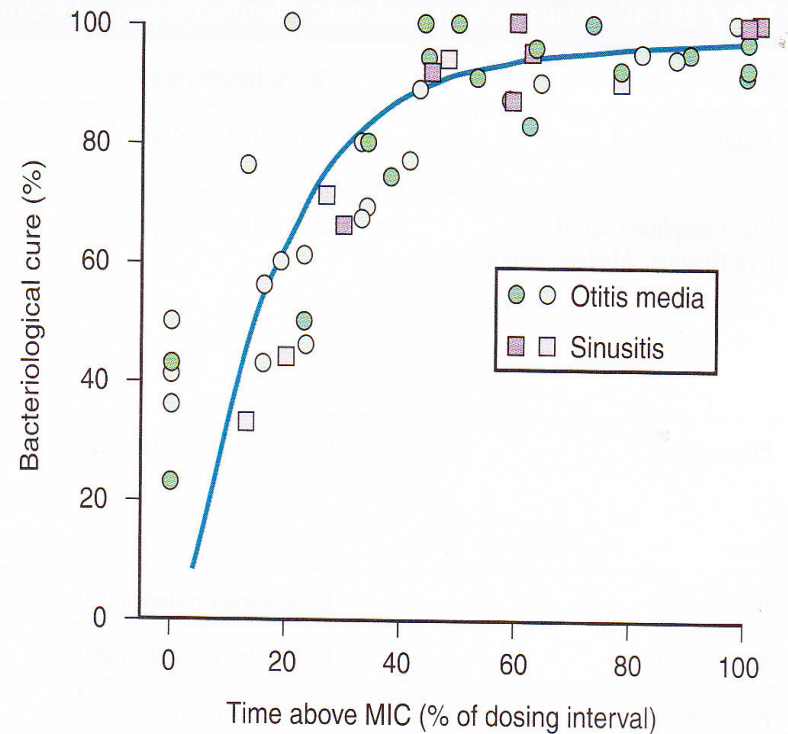 100
80
60
40
20
0
Bacteriological cure (%)
0 20 40 60 80 100
Time above MIC (% of dosing interval)
Otitis media
Sinusitis